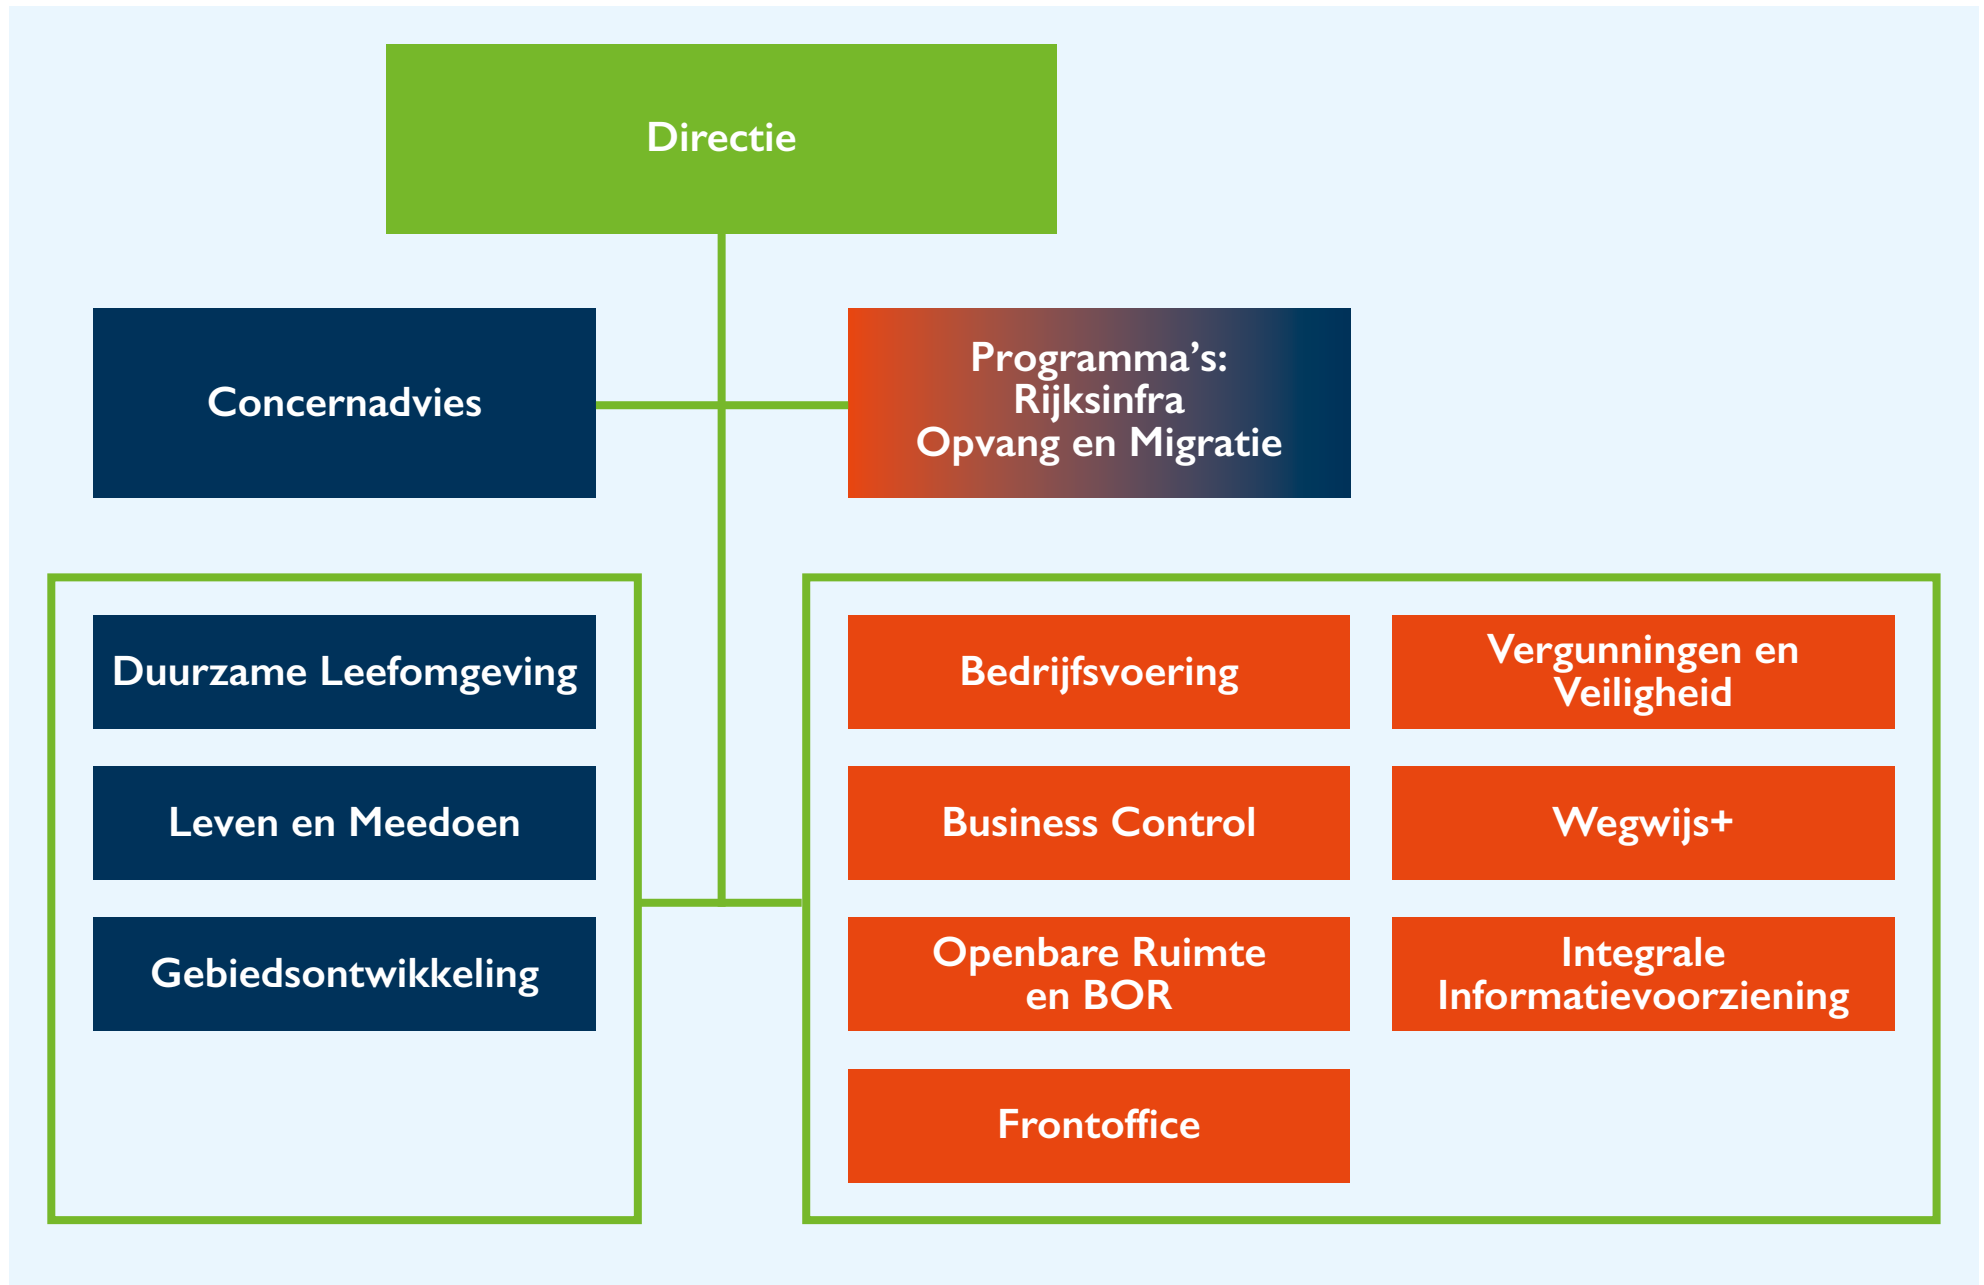 Directie
Concernadvies
Programma’s:
Rijksinfra
Opvang en Migratie
Duurzame Leefomgeving
Leven en Meedoen
Gebiedsontwikkeling
Bedrijfsvoering
Vergunningen en
Veiligheid
Business Control
Wegwijs+
Openbare Ruimte
en BOR
Integrale
Informatievoorziening
Frontoffice